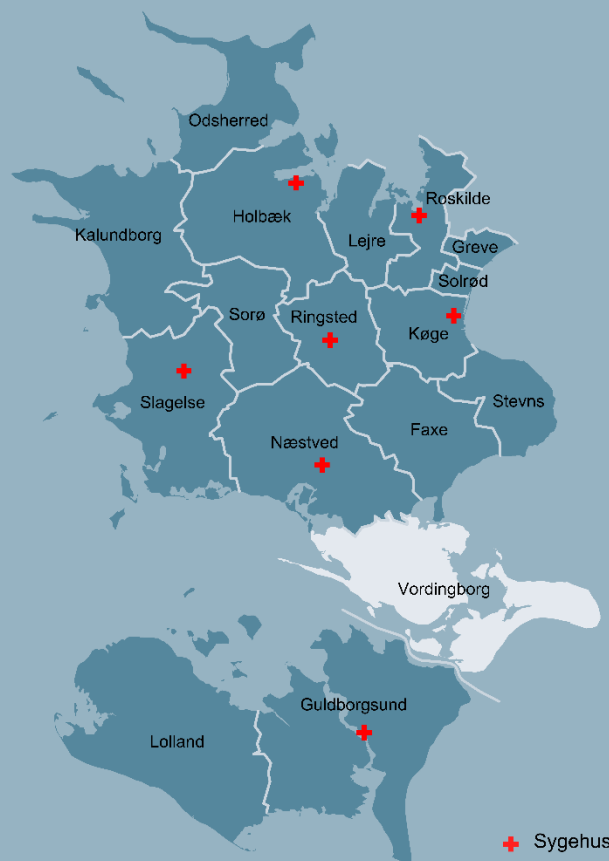 Odsherred
Roskilde
Holbæk
Kalundborg
Lejre
Greve
Solrød
Sorø
Ringsted
Køge
Slagelse
Stevns
Faxe
Næstved
Vordingborg
Guldborgsund
Lolland
Sygehus